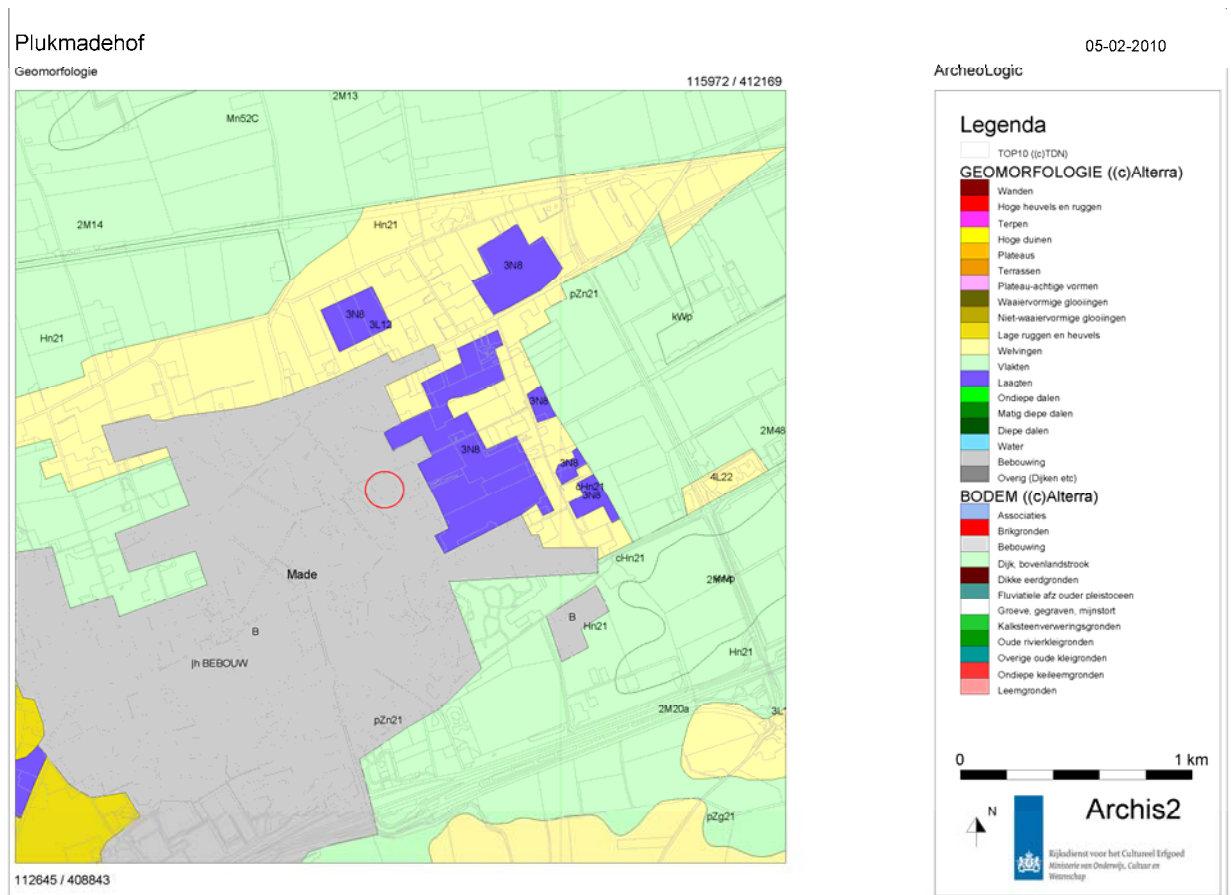 Plukmadehof
05-02-2010
Geomorfologie
ArcheoLogic
115972 / 412169
2M13
Mn52C
2M14
Hn21
3N8
pZn21
3N8
3L12
kWp
Hn21
3N8
2M48
3N8
3N8
4L22
cHn21
3N8
cHn21
Made
B
Hn21
B
Hn21
|h BEBOUW
2M20a
pZn21
pZg21
112645 / 408843
Legenda
TOP10 ((c)TDN)
GEOMORFOLOGIE ((c)Alterra)
Wanden
Hoge heuvels en ruggen
Terpen
Hoge duinen
Plateaus
Terrassen
Plateau-achtige vormen
Waaiervormige glooiingen
Niet-waaiervormige glooiingen
Lage ruggen en heuvels
Welvingen
Vlakten
Laagten
Ondiepe dalen
Matig diepe dalen
Diepe dalen
Water
Bebouwing
Overig (Dijken etc)
BODEM ((c)Alterra)
Associaties
Brikgronden
Bebouwing
Dijk, bovenlandstrook
Dikke eerdgronden
Fluviatiele afz ouder pleistoceen
Groeve, gegraven, mijnstort
Kalksteenverweringsgronden
Oude rivierkleigronden
Overige oude kleigronden
Ondiepe keileemgronden
Leemgronden
0 1 km
N
Archis2
Rijksdienst voor het Cultureel Erfgoed
Ministerie van Onderwijs, Cultuur en
Wetenschap